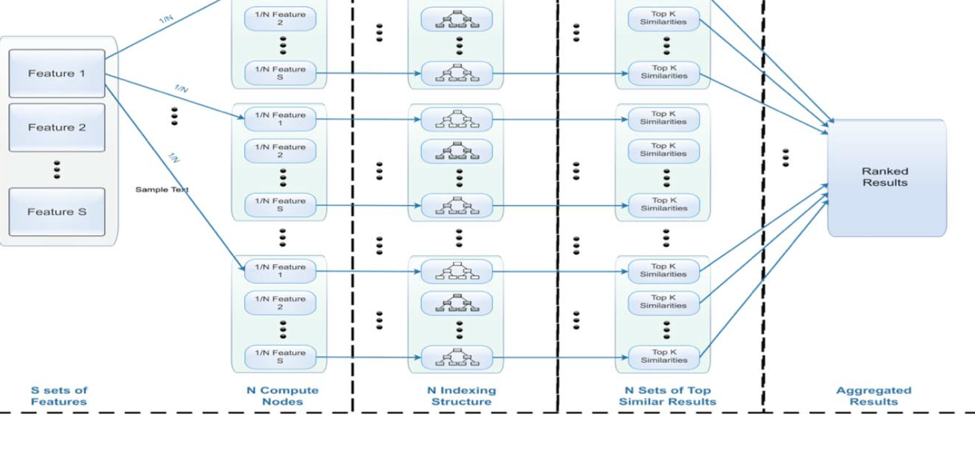 1/N
1/N Feature
2
Top K
Similarities
Feature 1
1/N Feature
S
Top K
Similarities
1/N
1/N Feature
1
Top K
Similarities
Feature 2
1/N Feature
2
Top K
Similarities
1/N
Sample Text
Ranked
Results
Feature S
1/N Feature
S
Top K
Similarities
1/N Feature
1
Top K
Similarities
1/N Feature
2
Top K
Similarities
1/N Feature
S
Top K
Similarities
S sets of
Features
N Compute
Nodes
N Indexing
Structure
N Sets of Top
Similar Results
Aggregated
Results